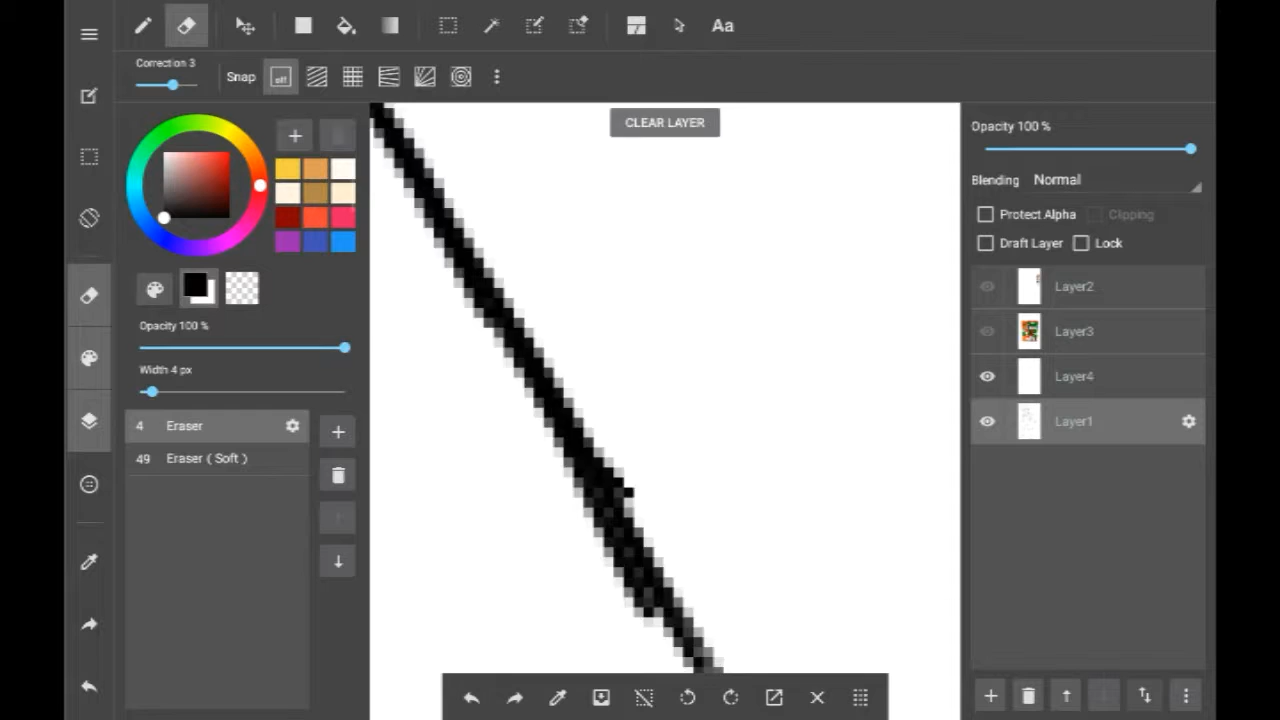 Aa
Correction 3
Snap
off
CLEAR LAYER
Opacity 100 %
Width 4 px
4 Eraser
49 Eraser ( Soft )
Opacity 100 %
Blending Normal
Protect Alpha
Clipping
Draft Layer
Lock
Layer2
Layer3
Layer4
Layer1